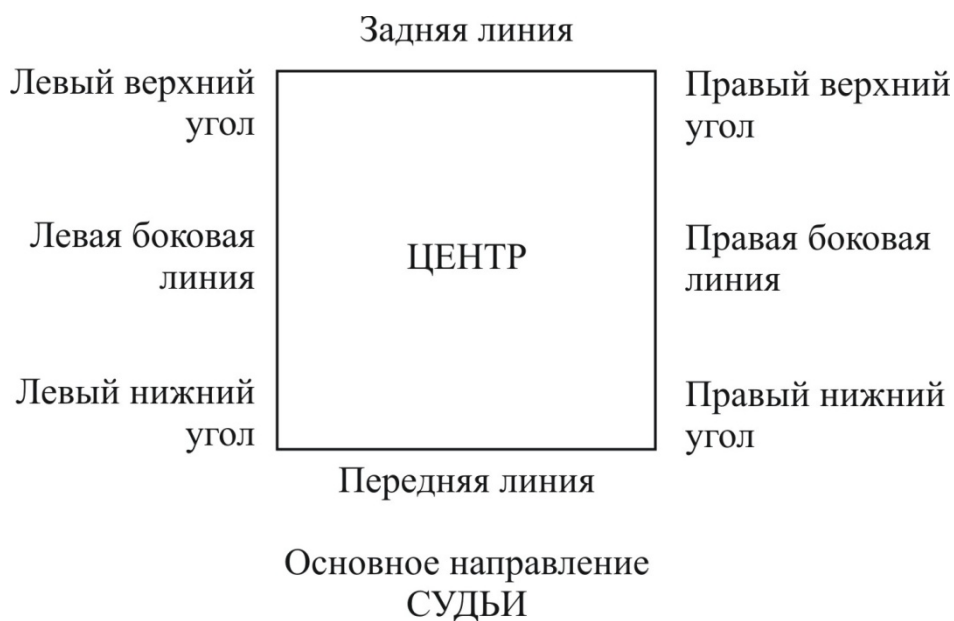 Задняя линия
Левый верхний
угол
Правый верхний
угол
Левая боковая
линия
ЦЕНТР
Правая боковая
линия
Левый нижний
угол
Правый нижний
угол
Передняя линия
Основное направление
СУДЬИ